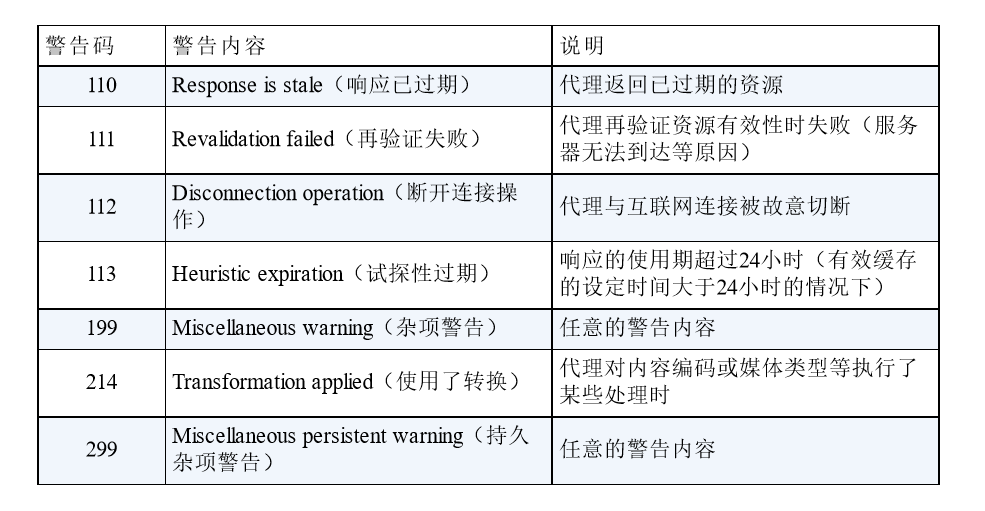 警告码 警告内容 说明
110 Response is stale（响应已过期） 代理返回已过期的资源
111 Revalidation failed（再验证失败） 代理再验证资源有效性时失败（服务
器无法到达等原因）
112 Disconnection operation（断开连接操
作） 代理与互联网连接被故意切断
113 Heuristic expiration（试探性过期） 响应的使用期超过24小时（有效缓存
的设定时间大于24小时的情况下）
199 Miscellaneous warning（杂项警告） 任意的警告内容
214 Transformation applied（使用了转换） 代理对内容编码或媒体类型等执行了
某些处理时
299 Miscellaneous persistent warning（持久
杂项警告） 任意的警告内容